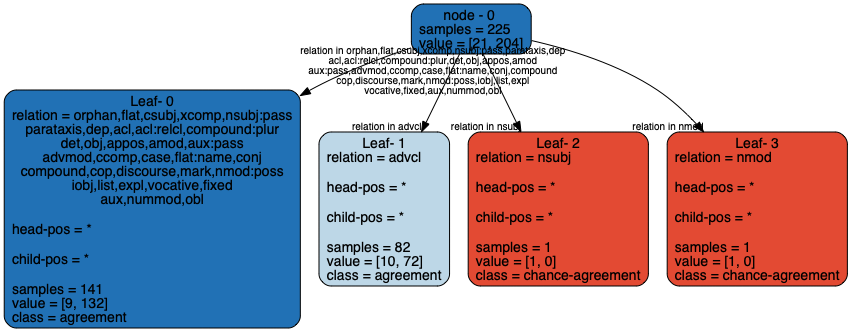 node - 0
samples = 225
value = [21, 204]
relation in orphan,flat,csubj,xcomp,nsubj:pass,parataxis,dep
acl,acl:relcl,compound:plur,det,obj,appos,amod
aux:pass,advmod,ccomp,case,flat:name,conj,compound
cop,discourse,mark,nmod:poss,iobj,list,expl
vocative,fixed,aux,nummod,obl
relation in advcl
relation in nsubj
relation in nmod
Leaf- 0
relation = orphan,flat,csubj,xcomp,nsubj:pass
parataxis,dep,acl,acl:relcl,compound:plur
det,obj,appos,amod,aux:pass
advmod,ccomp,case,flat:name,conj
compound,cop,discourse,mark,nmod:poss
iobj,list,expl,vocative,fixed
aux,nummod,obl
head-pos = *
child-pos = *
samples = 141
value = [9, 132]
class = agreement
Leaf- 1
relation = advcl
head-pos = *
child-pos = *
samples = 82
value = [10, 72]
class = agreement
Leaf- 2
relation = nsubj
head-pos = *
child-pos = *
samples = 1
value = [1, 0]
class = chance-agreement
Leaf- 3
relation = nmod
head-pos = *
child-pos = *
samples = 1
value = [1, 0]
class = chance-agreement